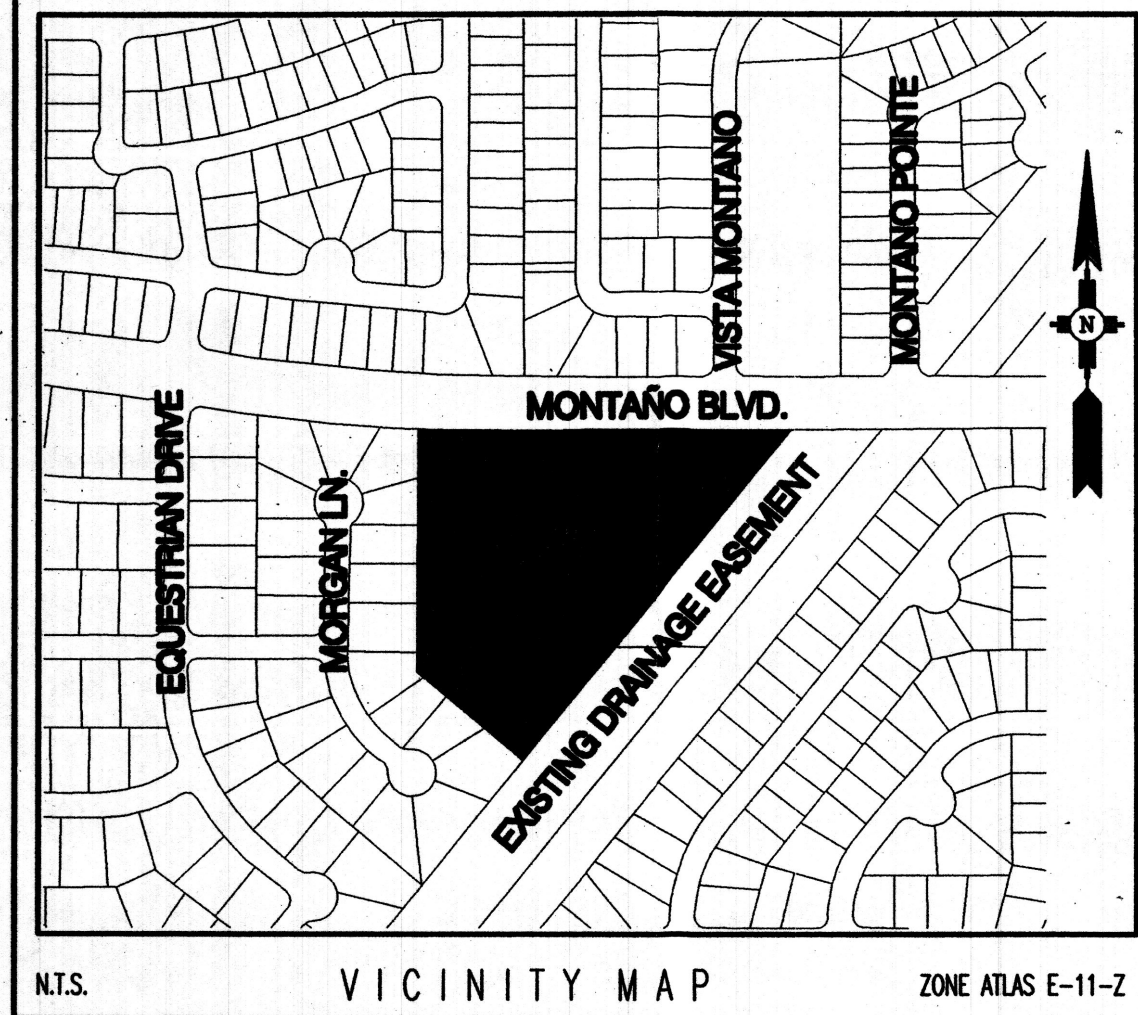 VISTA MONTANO
MONTANO POINTE
N
MONTAÑO BLVD.
EQUESTRIAN DRIVE
MORGAN LN.
EXISTING DRAINAGE EASEMENT
N.T.S.
VICINITY MAP
ZONE ATLAS E-11-Z